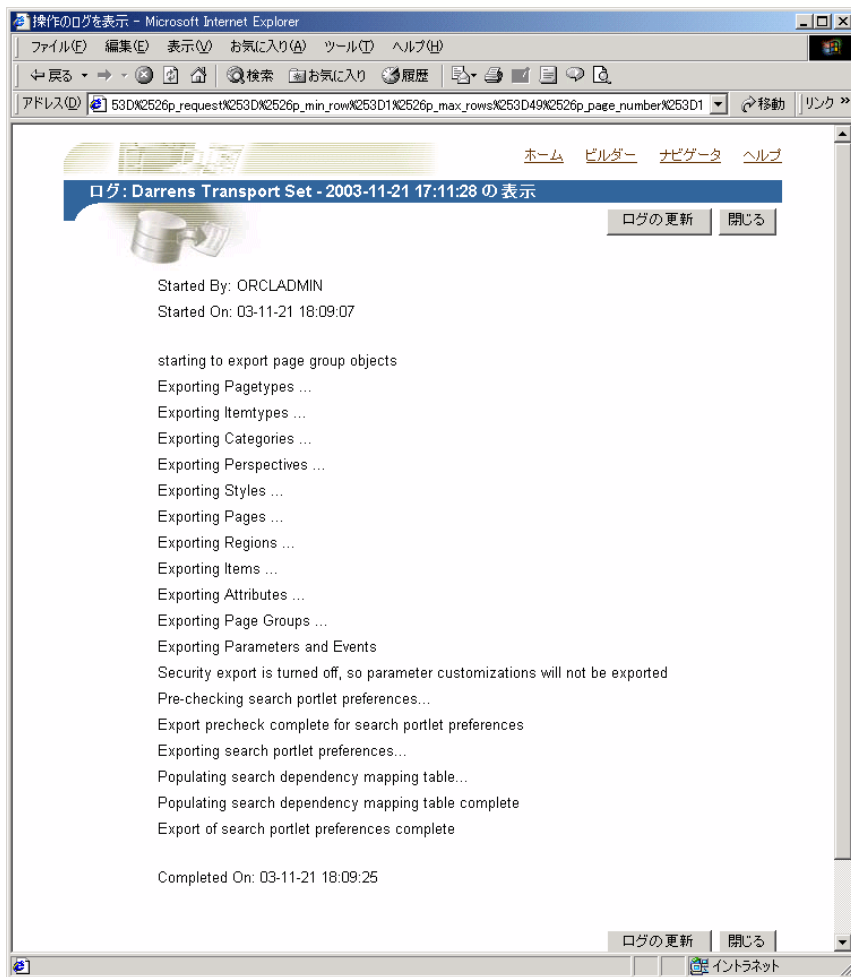 操作のログを表示 - Microsoft Internet Explorer
ファイル(F) 編集(E) 表示(V) お気に入り(A) ツール(T) ヘルプ(H)
戻る 検索 お気に入り 履歴
アドレス(D) 53D%2526p_request%253D%2526p_min_row%253D1%2526p_max_rows%253D49%2526p_page_number%253D1 移動 リンク »
ホーム ビルダー ナビゲータ ヘルプ
ログ: Darrens Transport Set - 2003-11-21 17:11:28 の表示
ログの更新 閉じる
Started By: ORCLADMIN
Started On: 03-11-21 18:09:07
starting to export page group objects
Exporting Pagetypes ...
Exporting Itemtypes ...
Exporting Categories ...
Exporting Perspectives ...
Exporting Styles ...
Exporting Pages ...
Exporting Regions ...
Exporting Items ...
Exporting Attributes ...
Exporting Page Groups ...
Exporting Parameters and Events
Security export is turned off, so parameter customizations will not be exported
Pre-checking search portlet preferences...
Export precheck complete for search portlet preferences
Exporting search portlet preferences...
Populating search dependency mapping table...
Populating search dependency mapping table complete
Export of search portlet preferences complete
Completed On: 03-11-21 18:09:25
ログの更新 閉じる
イントラネット